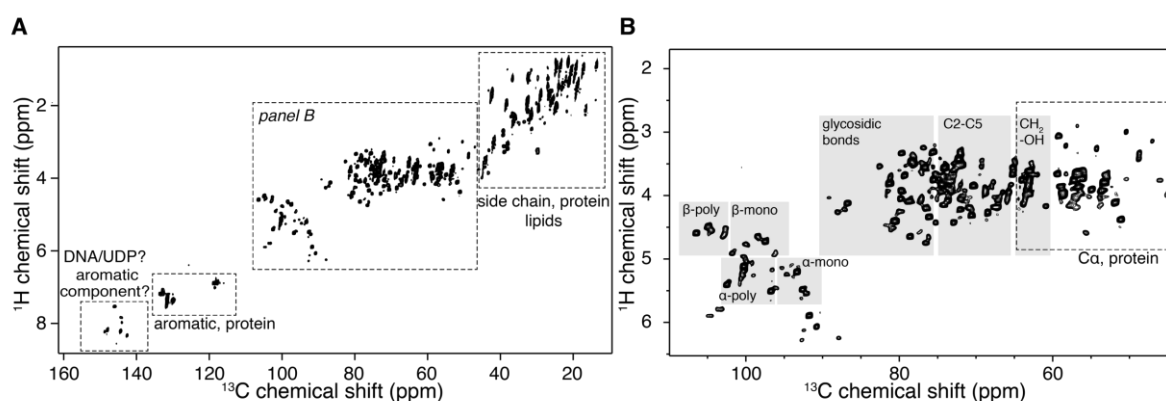 A
B
panel B
side chain, protein
lipids
DNA/UDP?
aromatic
component?
aromatic, protein
2
4
6
8
¹H chemical shift (ppm)
160
140
120
100
80
60
40
20
¹³C chemical shift (ppm)
glycosidic
bonds
C2-C5
CH₂
-OH
β-poly
β-mono
α-mono
α-poly
Cα, protein
2
3
4
5
6
¹H chemical shift (ppm)
100
80
60
¹³C chemical shift (ppm)